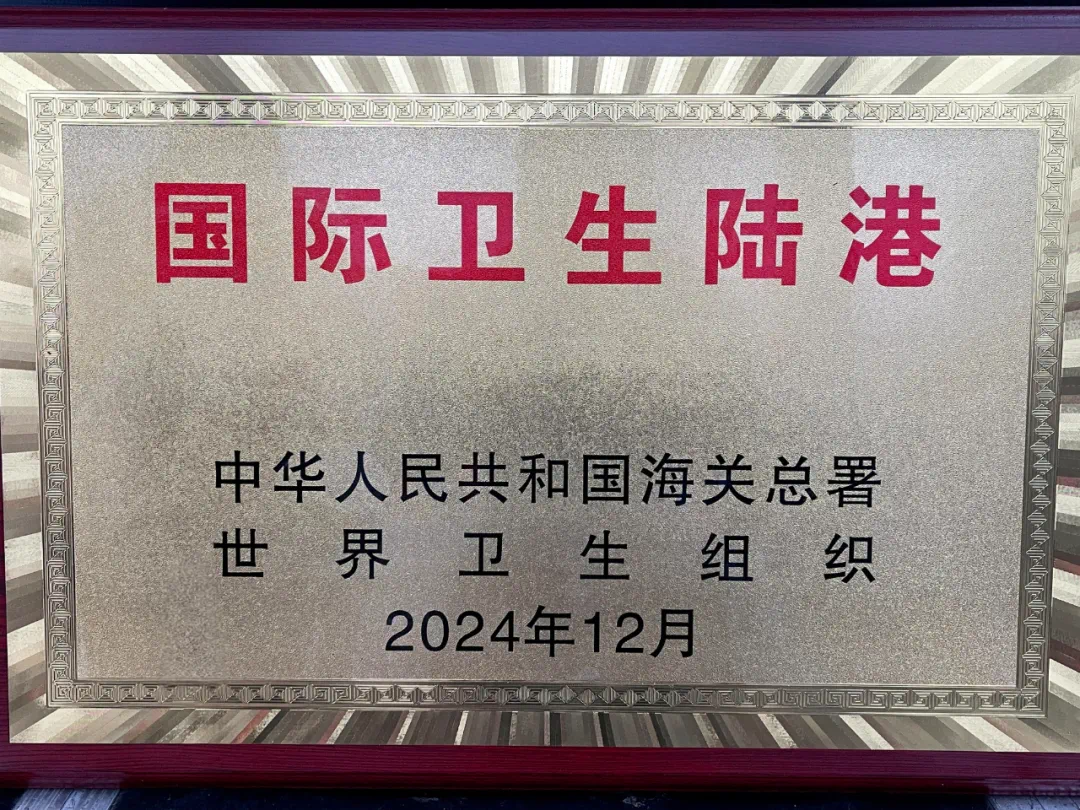 国际卫生陆港
中华人民共和国海关总署
世界卫生组织
2024年12月